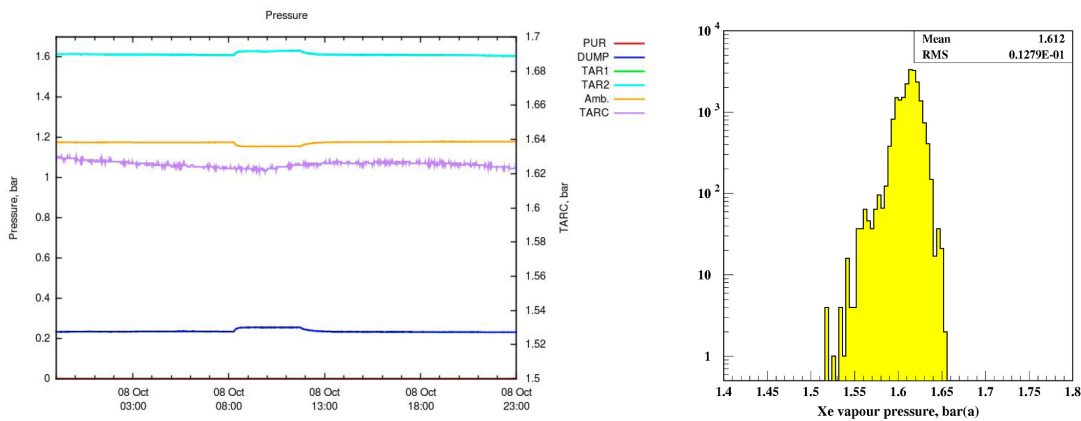 Pressure
1.6
1.4
1.2
1
0.8
0.6
0.4
0.2
0
Pressure, bar
08 Oct
03:00
08 Oct
08:00
08 Oct
13:00
08 Oct
18:00
08 Oct
23:00
1.7
1.68
1.66
1.64
1.62
1.6
1.58
1.56
1.54
1.52
1.5
TARC, bar
PUR
DUMP
TAR1
TAR2
Amb.
TARC
10 4
10 3
10 2
10
1
Mean 1.612
RMS 0.1279E-01
1.4 1.45 1.5 1.55 1.6 1.65 1.7 1.75 1.8
Xe vapour pressure, bar(a)